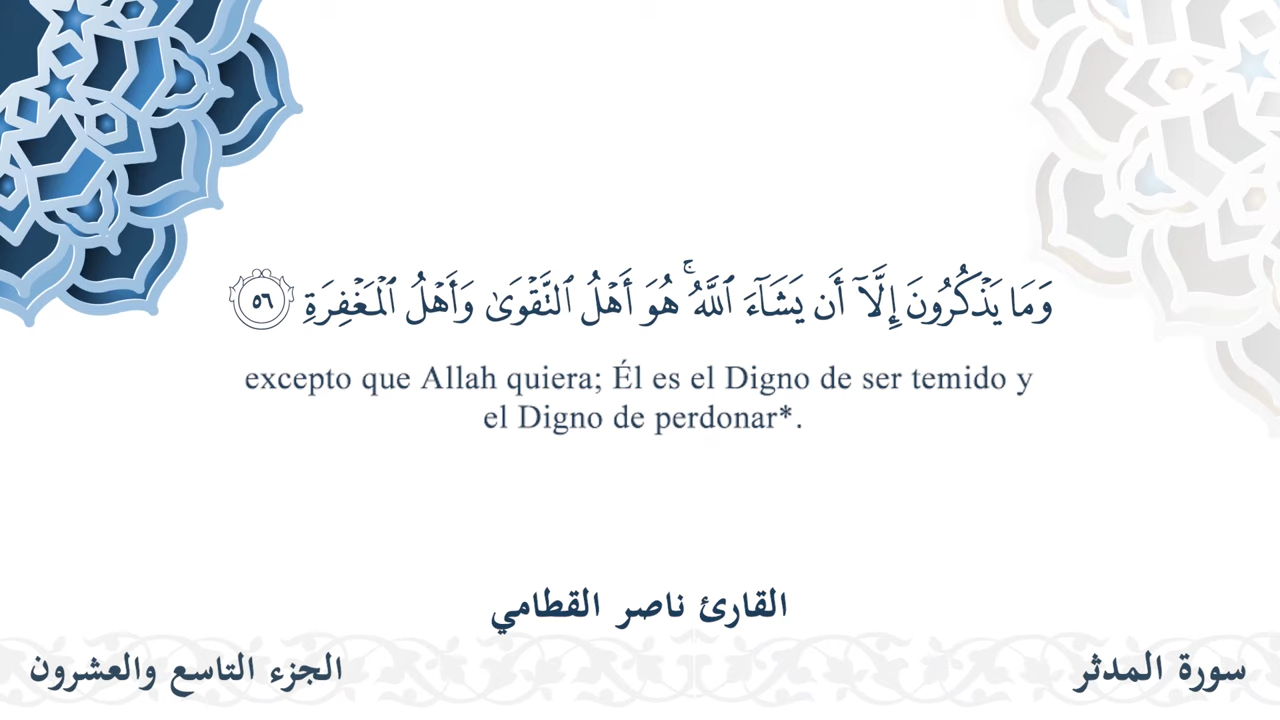 وَمَا يَذۡكُرُونَ إِلَّآ أَن يَشَآءَ ٱللَّهُۚ هُوَ أَهۡلُ ٱلتَّقۡوَىٰ وَأَهۡلُ ٱلۡمَغۡفِرَةِ ٥٦
excepto que Allah quiera; Él es el Digno de ser temido y
el Digno de perdonar*.
القارئ ناصر القطامي
سورة المدثر
الجزء التاسع والعشرون